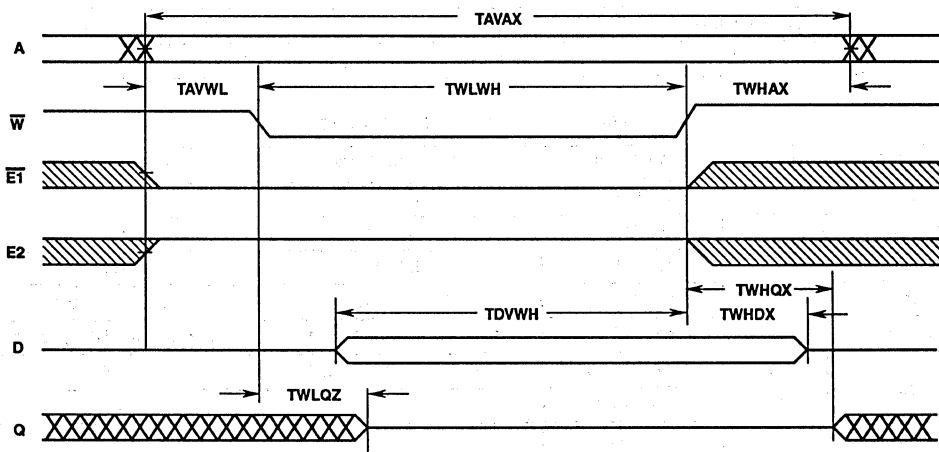 TAVAX
A
TAVWL
TWLWH
TWHAX
W
E1
E2
TWHQX
TDVWH
TWHDX
D
TWLQZ
Q